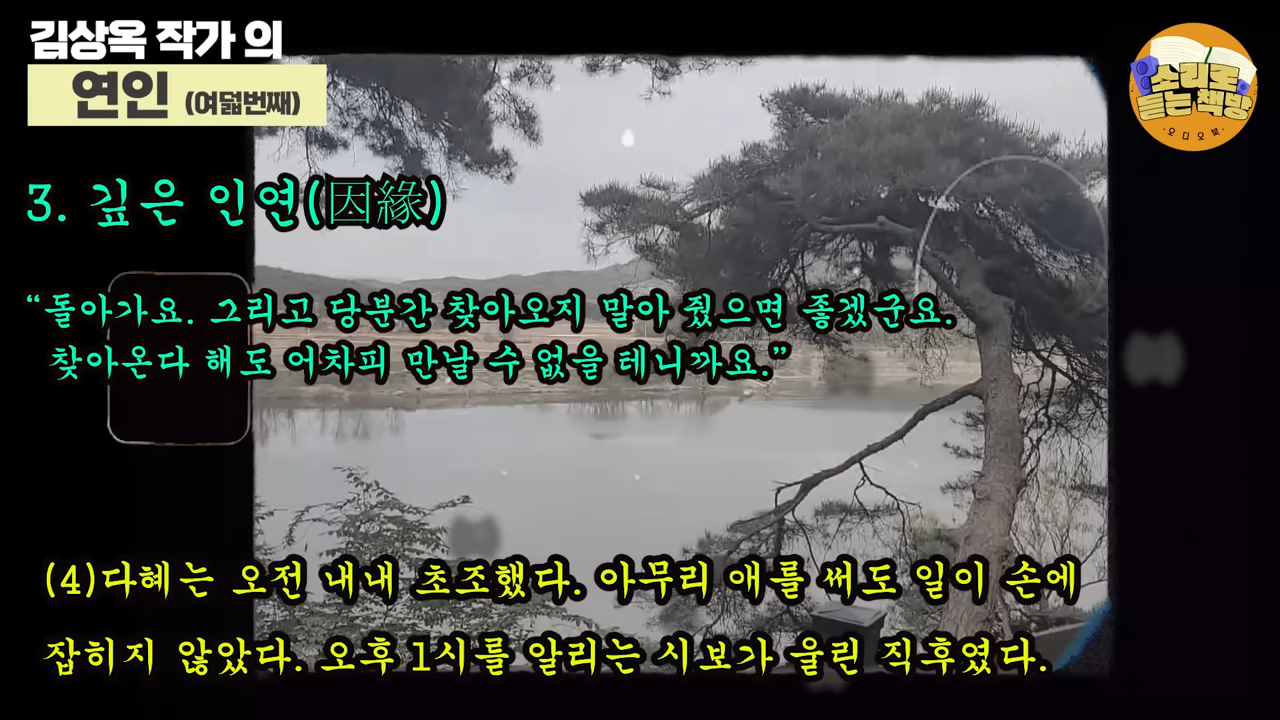 김상옥 작가 의
연인 (여덟번째)
소리로
듣는 책방
·오디오북·
3. 깊은 인연(因緣)
“돌아가요. 그리고 당분간 찾아오지 말아 줬으면 좋겠군요.
찾아온다 해도 어차피 만날 수 없을 테니까요.”
(4)다혜는 오전 내내 초조했다. 아무리 애를 써도 일이 손에
잡히지 않았다. 오후 1시를 알리는 시보가 울린 직후였다.